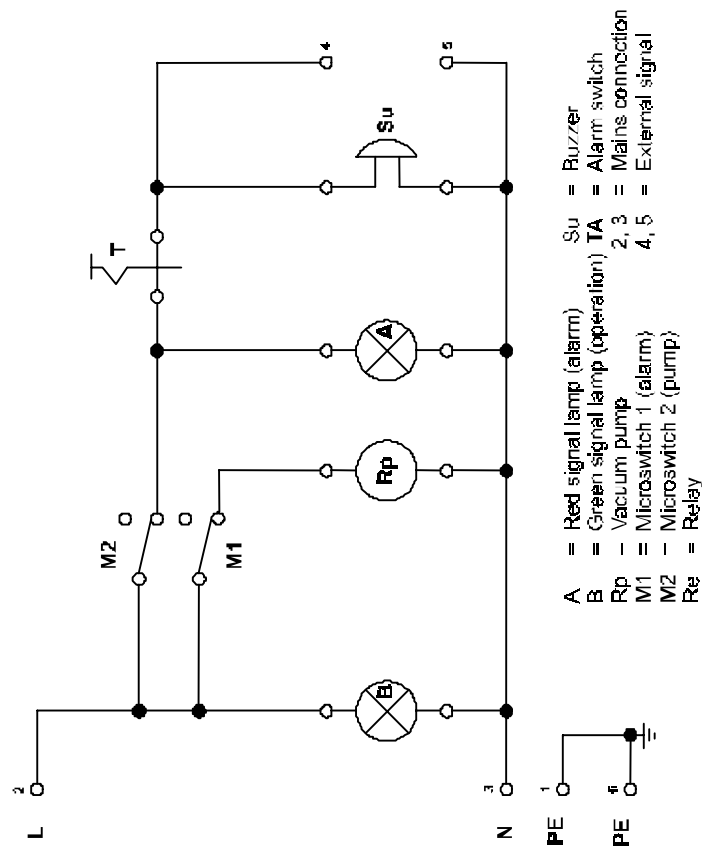 2
L
M2
T
M1
4
B
Rp
A
Su
5
3
N
1
PE
6
PE
A = Red signal lamp (alarm)
B = Green signal lamp (operation)
Rp – Vacuum pump
M1 = Microswitch 1 (alarm)
M2 – Microswitch 2 (pump)
Re = Relay
Su = Buzzer
TA = Alarm switch
2, 3 = Mains connection
4, 5 = External signal